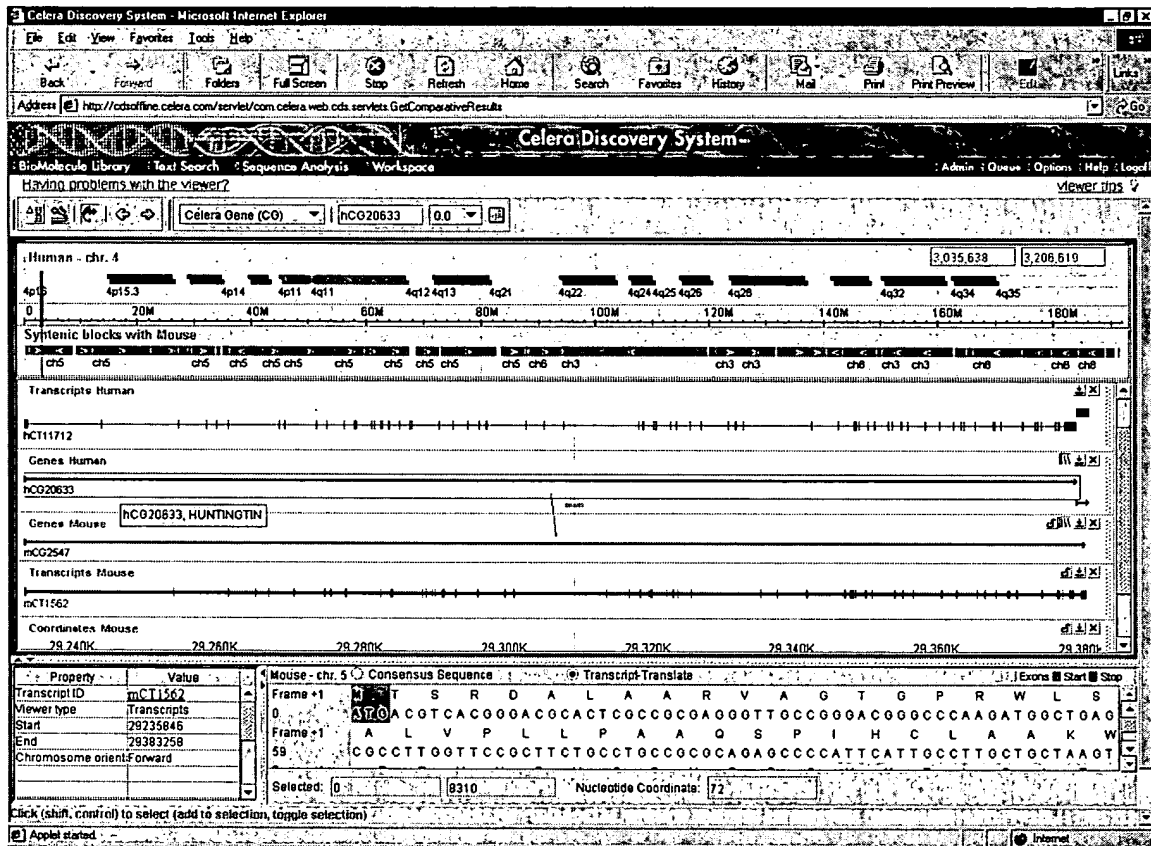 Celera Discovery System - Microsoft Internet Explorer
File Edit View Favorites Tools Help
Back Forward Folders Full Screen Stop Refresh Home Search Favorites History Mail Print Print Preview Edit Links
Address http://cdsoffline.celera.com/servlet/com.celera.web.cds.servlets.GetComparativeResults Go
Celera Discovery System
BioMolecule Library Text Search Sequence Analysis Workspace Admin Queue Options Help Logoff
Having problems with the viewer? viewer tips
Celera Gene (CG) hCG20633 0.0
Human - chr. 4 3,035,638 3,206,619
4p16 4p15.3 4p14 4p11 4q11 4q12 4q13 4q21 4q22 4q24 4q25 4q26 4q28 4q32 4q34 4q35
0 20M 40M 60M 80M 100M 120M 140M 160M 180M
Syntenic blocks with Mouse
ch5 ch5 ch5 ch5 ch5 ch5 ch5 ch5 ch5 ch5 ch5 ch6 ch3 ch3 ch3 ch8 ch3 ch3 ch8 ch8 ch8
Transcripts Human
hCT11712
Genes Human
hCG20633
hCG20633, HUNTINGTIN
Genes Mouse
mCG2547
Transcripts Mouse
mCT1562
Coordinates Mouse
29,240K 29,260K 29,280K 29,300K 29,320K 29,340K 29,360K 29,380K
Property Value
Transcript ID mCT1562
Viewer type Transcripts
Start 29235846
End 29383258
Chromosome orient: Forward
Mouse - chr. 5 Consensus Sequence Transcript-Translate Exons Start Stop
Frame +1 M T S R D A L A A R V A G T G P R W L S
0 ATGACGTCACGGGACGCACTCGCCGCGAGGGTTGCCGGGACGGGCCCAAGATGGCTGAG
Frame +1 A L V P L L P A A Q S P I H C L A A K W
59 CGCCTTGGTTCCGCTTCTGCCTGCCGCGCAGAGCCCCATTCATTGCCTTGCTGCTAAGT
Selected: 0 8310 Nucleotide Coordinate: 72
Click (shift, control) to select (add to selection, toggle selection)
Applet started. Internet